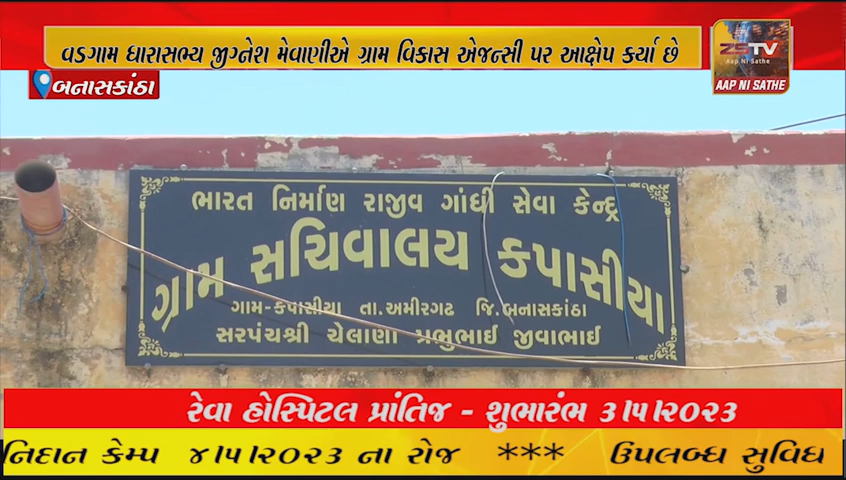 વડગામ ધારાસભ્ય જીગ્નેશ મેવાણીએ ગ્રામ વિકાસ એજન્સી પર આક્ષેપ કર્યા છે
ZSTV
Aap Ni Sathe
AAP NI SATHE
બનાસકાંઠા
ભારત નિર્માણ રાજીવ ગાંધી સેવા કેન્દ્ર
ગ્રામ સચિવાલય કપાસીયા
ગામ-કપાસીયા તા.અમીરગઢ જિ.બનાસકાંઠા
સરપંચશ્રી ચેલાણા પ્રભુભાઈ જીવાભાઈ
રેવા હોસ્પિટલ પ્રાંતિજ - શુભારંભ ૩/૫/૨૦૨૩
નિદાન કેમ્પ ૪/૫/૨૦૨૩ ના રોજ *** ઉપલબ્ધ સુવિધ